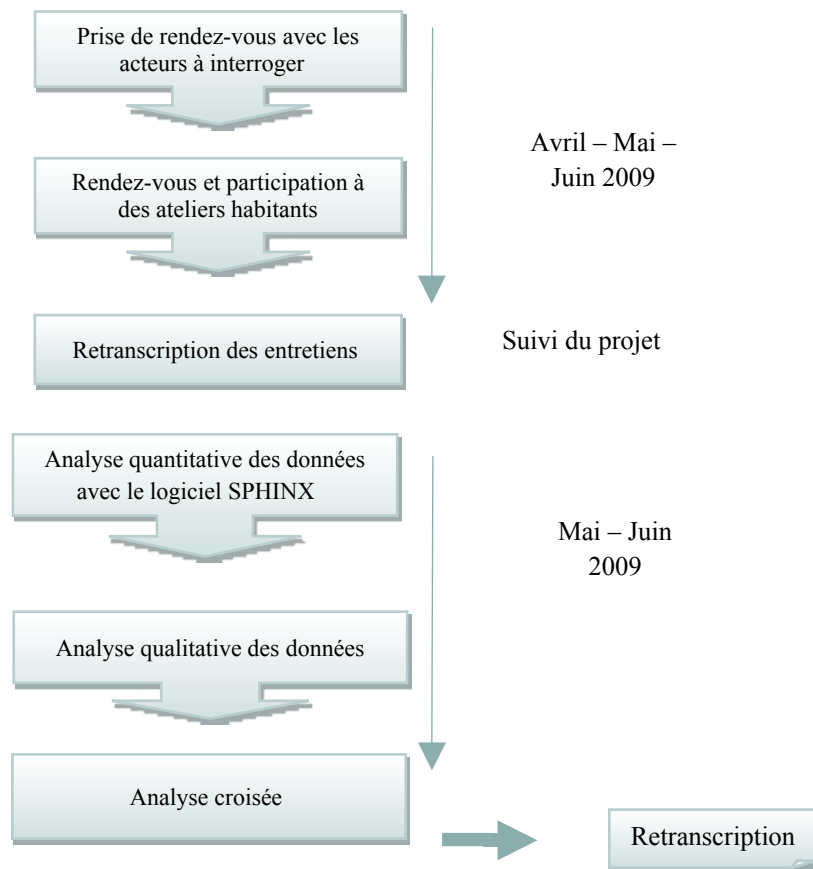 Prise de rendez-vous avec les
acteurs à interroger
Avril – Mai –
Juin 2009
Rendez-vous et participation à
des ateliers habitants
Retranscription des entretiens
Suivi du projet
Analyse quantitative des données
avec le logiciel SPHINX
Mai – Juin
2009
Analyse qualitative des données
Analyse croisée
Retranscription